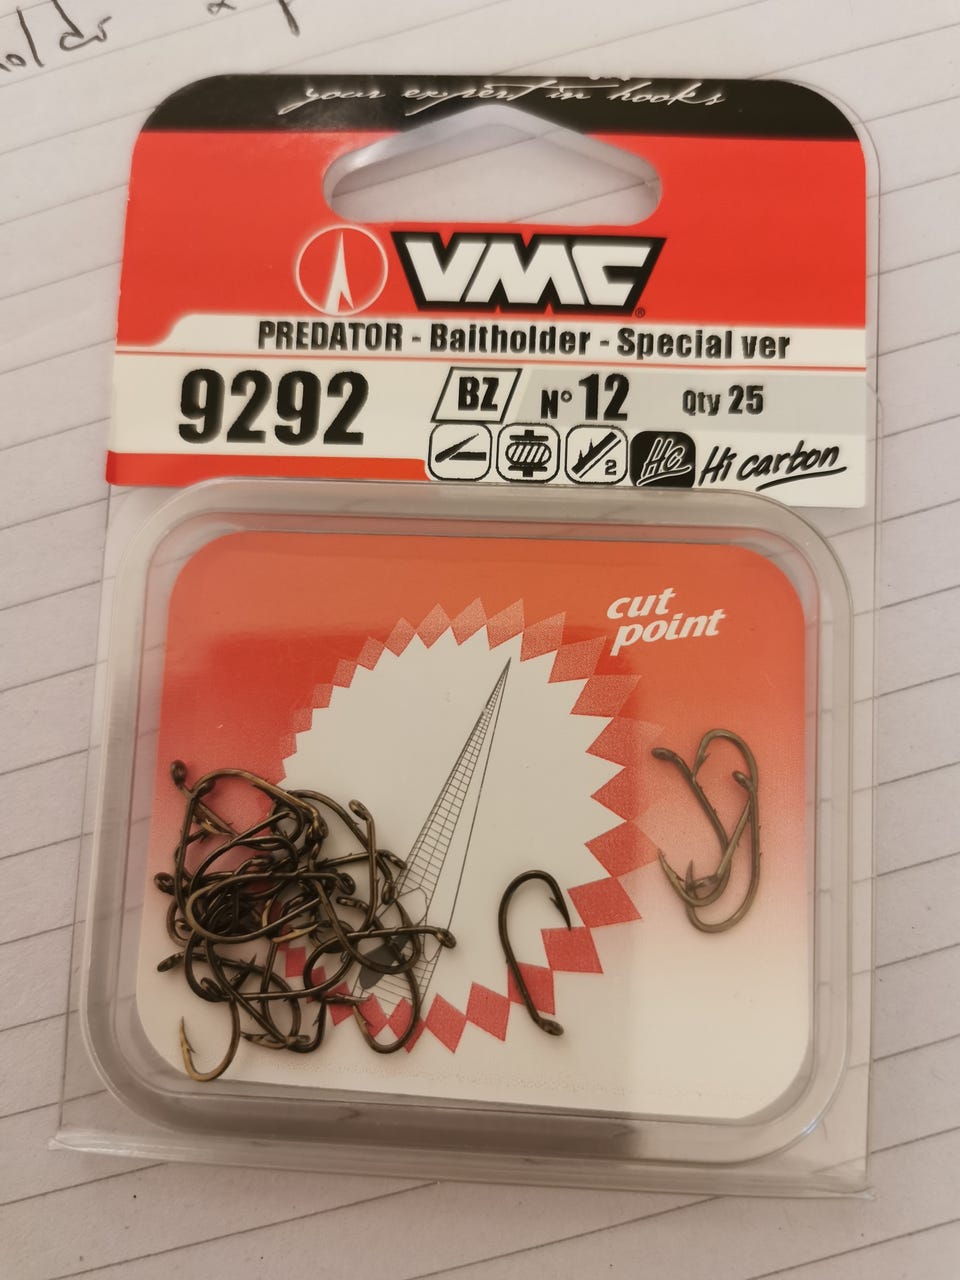 your expert in hooks
VMC®
PREDATOR - Baitholder - Special ver
9292 BZ N° 12 Qty 25
2 HC Hi carbon
cut
point